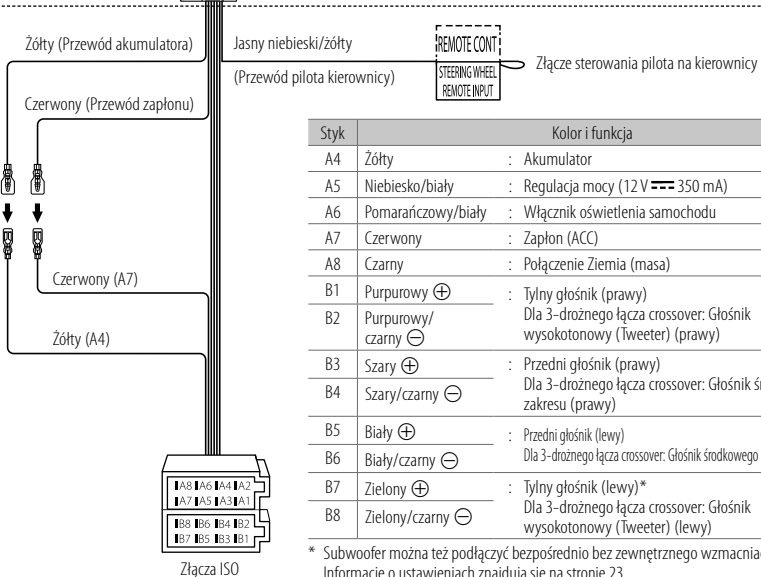 Żółty (Przewód akumulatora)
Jasny niebieski/żółty
(Przewód pilota kierownicy)
REMOTE CONT
STEERING WHEEL
REMOTE INPUT
Złącze sterowania pilota na kierownicy
Czerwony (Przewód zapłonu)
Czerwony (A7)
Żółty (A4)
Styk Kolor i funkcja
A4 Żółty : Akumulator
A5 Niebiesko/biały : Regulacja mocy (12 V ⎓ 350 mA)
A6 Pomarańczowy/biały : Włącznik oświetlenia samochodu
A7 Czerwony : Zapłon (ACC)
A8 Czarny : Połączenie Ziemia (masa)
B1 Purpurowy ⊕ : Tylny głośnik (prawy)
Dla 3-drożnego łącza crossover: Głośnik
B2 Purpurowy/
czarny ⊖
wysokotonowy (Tweeter) (prawy)
B3 Szary ⊕ : Przedni głośnik (prawy)
Dla 3-drożnego łącza crossover: Głośnik
B4 Szary/czarny ⊖
zakresu (prawy)
B5 Biały ⊕ : Przedni głośnik (lewy)
B6 Biały/czarny ⊖ Dla 3-drożnego łącza crossover: Głośnik środkowego
B7 Zielony ⊕ : Tylny głośnik (lewy)*
Dla 3-drożnego łącza crossover: Głośnik
B8 Zielony/czarny ⊖
wysokotonowy (Tweeter) (lewy)
* Subwoofer można też podłączyć bezpośrednio bez zewnętrznego
Informacje o ustawieniach znajdują się na stronie 23.
A8 A6 A4 A2
A7 A5 A3 A1
B8 B6 B4 B2
B7 B5 B3 B1
Złącza ISO